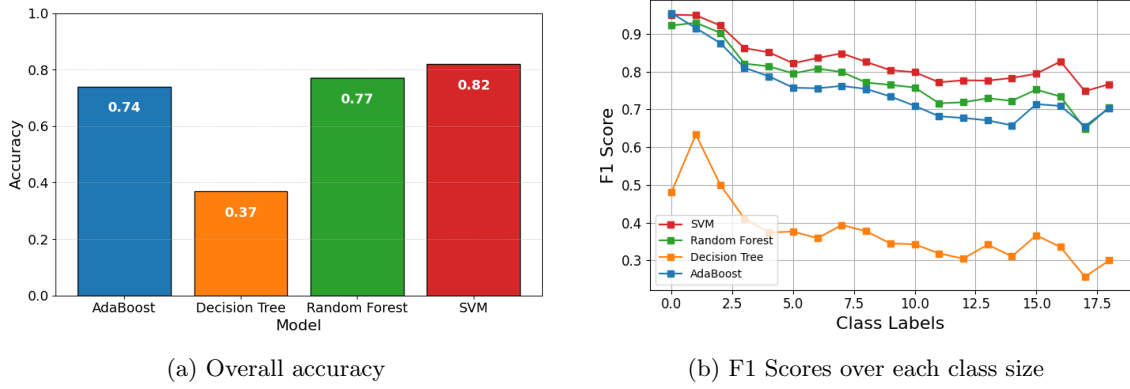 1.0
0.8
0.6
0.4
0.2
0.0
Accuracy
0.74
0.37
0.77
0.82
AdaBoost
Decision Tree
Random Forest
SVM
Model
(a) Overall accuracy
0.9
0.8
0.7
0.6
0.5
0.4
0.3
F1 Score
SVM
Random Forest
Decision Tree
AdaBoost
0.0
2.5
5.0
7.5
10.0
12.5
15.0
17.5
Class Labels
(b) F1 Scores over each class size